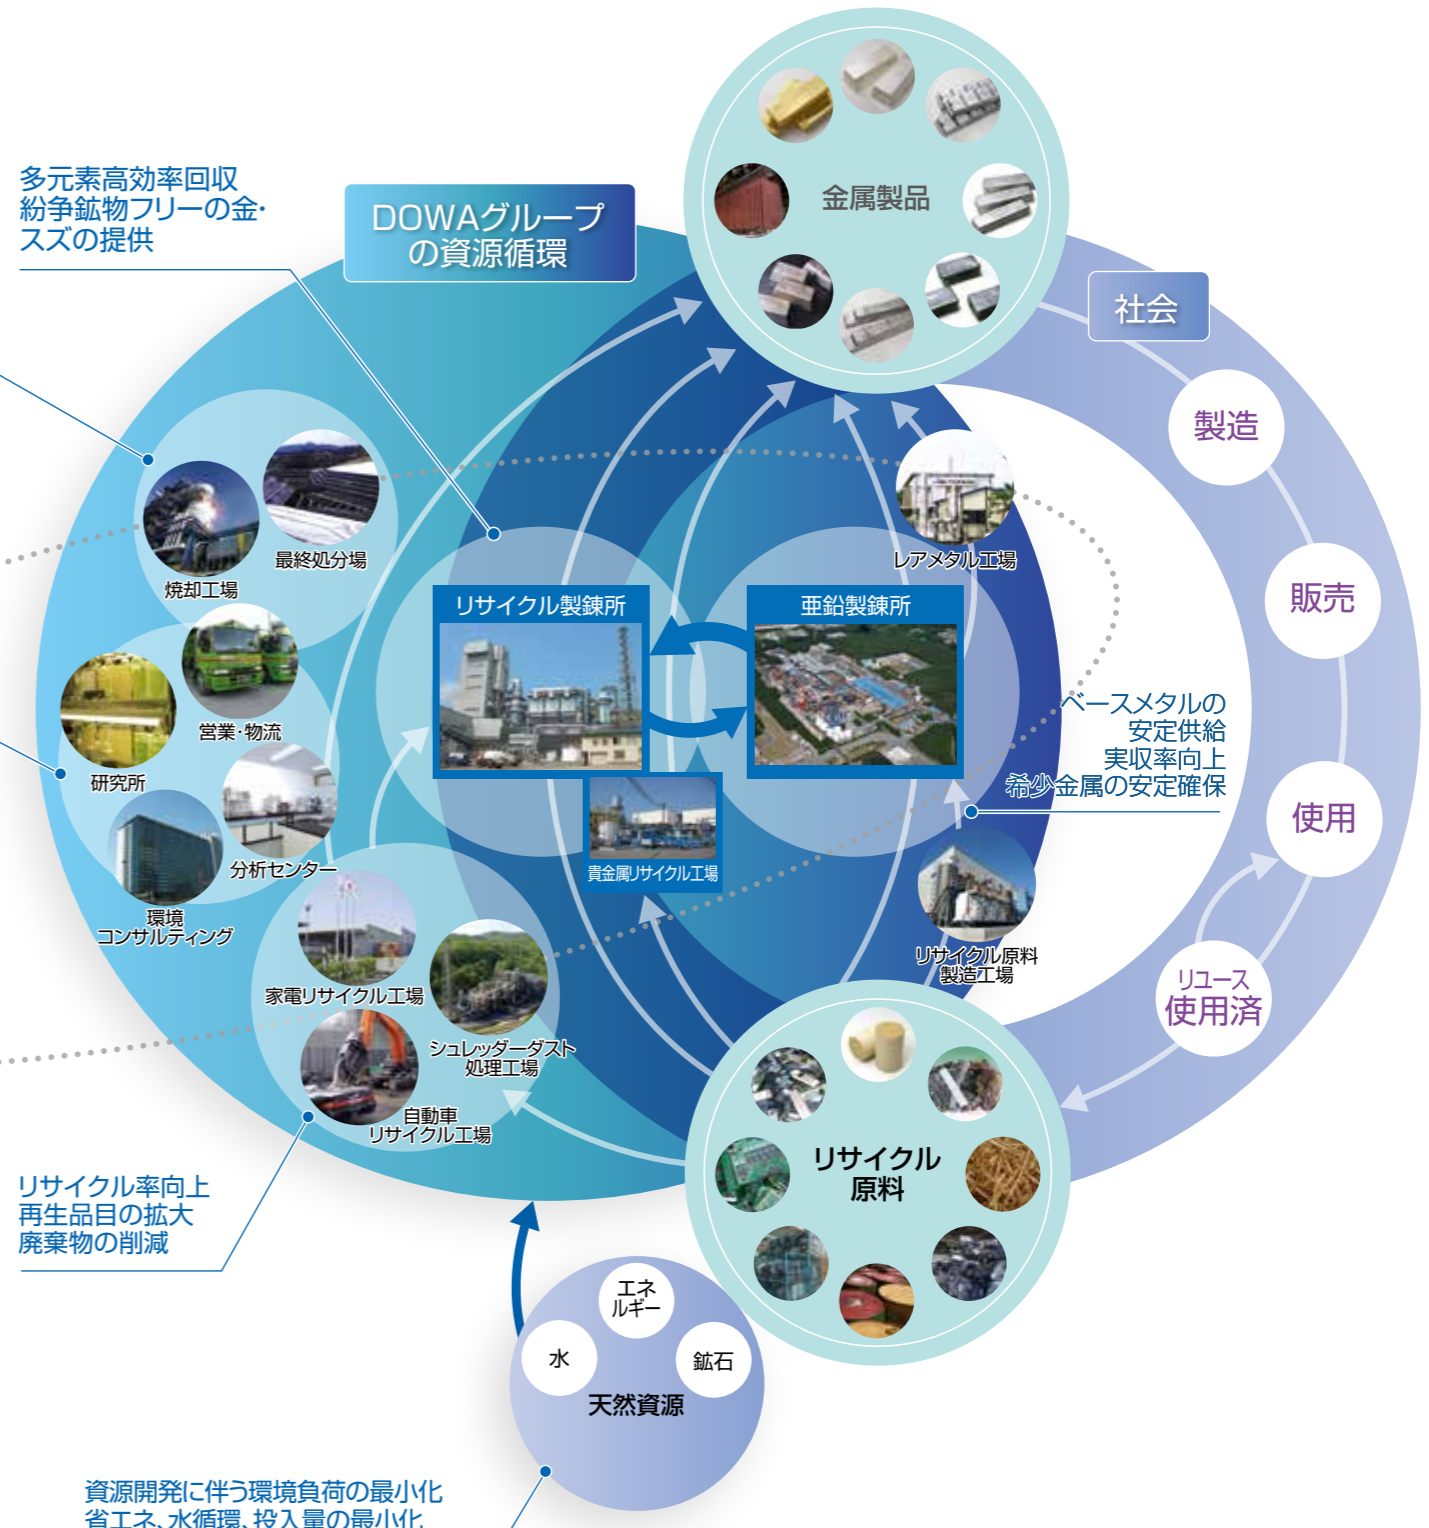 多元素高効率回収
紛争鉱物フリーの金・
スズの提供
DOWAグループ
の資源循環
金属製品
社会
製造
販売
使用
リユース
使用済
最終処分場
焼却工場
営業・物流
研究所
分析センター
環境
コンサルティング
リサイクル製錬所
亜鉛製錬所
レアメタル工場
貴金属リサイクル工場
ベースメタルの
安定供給
実収率向上
希少金属の安定確保
リサイクル原料
製造工場
家電リサイクル工場
シュレッダーダスト
処理工場
自動車
リサイクル工場
リサイクル率向上
再生品目の拡大
廃棄物の削減
リサイクル
原料
エネ
ルギー
水
鉱石
天然資源
資源開発に伴う環境負荷の最小化
省エネ、水循環、投入量の最小化